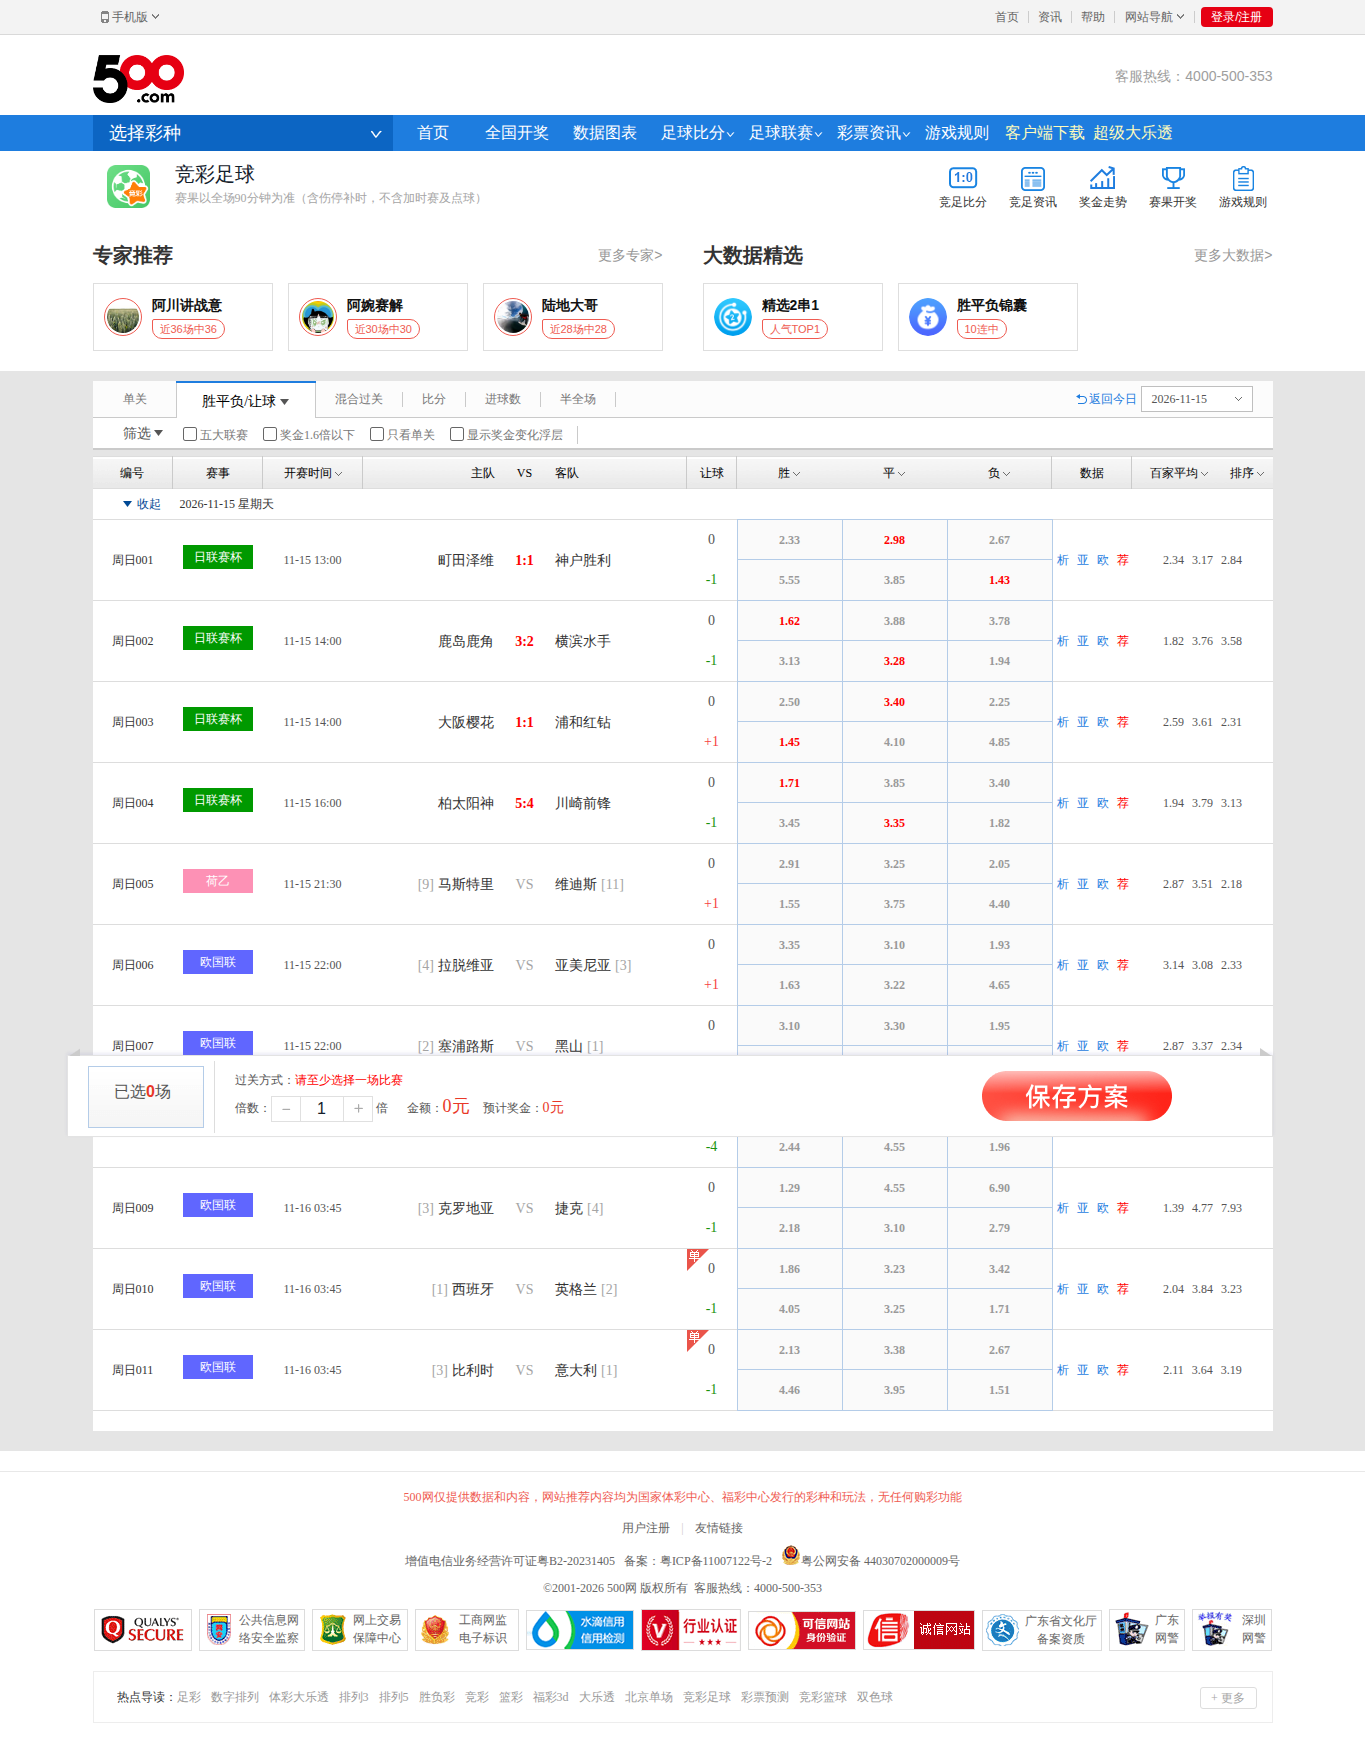 手机版
首页 资讯 帮助 网站导航 登录/注册
500.com
客服热线：4000-500-353
选择彩种 首页 全国开奖 数据图表 足球比分 足球联赛 彩票资讯 游戏规则 客户端下载 超级大乐透
竞彩足球
赛果以全场90分钟为准（含伤停补时，不含加时赛及点球）
1:0
竞足比分 竞足资讯 奖金走势 赛果开奖 游戏规则
专家推荐 更多专家> 大数据精选 更多大数据>
阿川讲战意 阿婉赛解 陆地大哥 精选2串1 胜平负锦囊
近36场中36 近30场中30 近28场中28 人气TOP1 10连中
单关 胜平负/让球 混合过关 比分 进球数 半全场 返回今日 2026-11-15
筛选 五大联赛 奖金1.6倍以下 只看单关 显示奖金变化浮层
编号 赛事 开赛时间 主队 VS 客队 让球 胜 平 负 数据 百家平均 排序
收起 2026-11-15 星期天
0 2.33 2.98 2.67
周日001 日联赛杯 11-15 13:00 町田泽维 1:1 神户胜利 析 亚 欧 荐 2.34 3.17 2.84
-1 5.55 3.85 1.43
0 1.62 3.88 3.78
周日002 日联赛杯 11-15 14:00 鹿岛鹿角 3:2 横滨水手 析 亚 欧 荐 1.82 3.76 3.58
-1 3.13 3.28 1.94
0 2.50 3.40 2.25
周日003 日联赛杯 11-15 14:00 大阪樱花 1:1 浦和红钻 析 亚 欧 荐 2.59 3.61 2.31
+1 1.45 4.10 4.85
0 1.71 3.85 3.40
周日004 日联赛杯 11-15 16:00 柏太阳神 5:4 川崎前锋 析 亚 欧 荐 1.94 3.79 3.13
-1 3.45 3.35 1.82
0 2.91 3.25 2.05
周日005 荷乙 11-15 21:30 [9] 马斯特里 VS 维迪斯 [11] 析 亚 欧 荐 2.87 3.51 2.18
+1 1.55 3.75 4.40
0 3.35 3.10 1.93
周日006 欧国联 11-15 22:00 [4] 拉脱维亚 VS 亚美尼亚 [3] 析 亚 欧 荐 3.14 3.08 2.33
+1 1.63 3.22 4.65
0 3.10 3.30 1.95
周日007 欧国联 11-15 22:00 [2] 塞浦路斯 VS 黑山 [1] 析 亚 欧 荐 2.87 3.37 2.34
已选0场 过关方式：请至少选择一场比赛
倍数： − 1 + 倍 金额：0元 预计奖金：0元 保存方案
-4 2.44 4.55 1.96
0 1.29 4.55 6.90
周日009 欧国联 11-16 03:45 [3] 克罗地亚 VS 捷克 [4] 析 亚 欧 荐 1.39 4.77 7.93
-1 2.18 3.10 2.79
单 0 1.86 3.23 3.42
周日010 欧国联 11-16 03:45 [1] 西班牙 VS 英格兰 [2] 析 亚 欧 荐 2.04 3.84 3.23
-1 4.05 3.25 1.71
单 0 2.13 3.38 2.67
周日011 欧国联 11-16 03:45 [3] 比利时 VS 意大利 [1] 析 亚 欧 荐 2.11 3.64 3.19
-1 4.46 3.95 1.51
500网仅提供数据和内容，网站推荐内容均为国家体彩中心、福彩中心发行的彩种和玩法，无任何购彩功能
用户注册 | 友情链接
增值电信业务经营许可证粤B2-20231405 备案：粤ICP备11007122号-2 粤公网安备 44030702000009号
©2001-2026 500网 版权所有 客服热线：4000-500-353
QUALYS SECURE 公共信息网络安全监察 网上交易保障中心 工商网监电子标识 水滴信用信用检测 行业认证 可信网站身份验证 诚信网站 广东省文化厅备案资质 广东网警 举报有奖 深圳网警
热点导读：足彩 数字排列 体彩大乐透 排列3 排列5 胜负彩 竞彩 篮彩 福彩3d 大乐透 北京单场 竞彩足球 彩票预测 竞彩篮球 双色球 + 更多